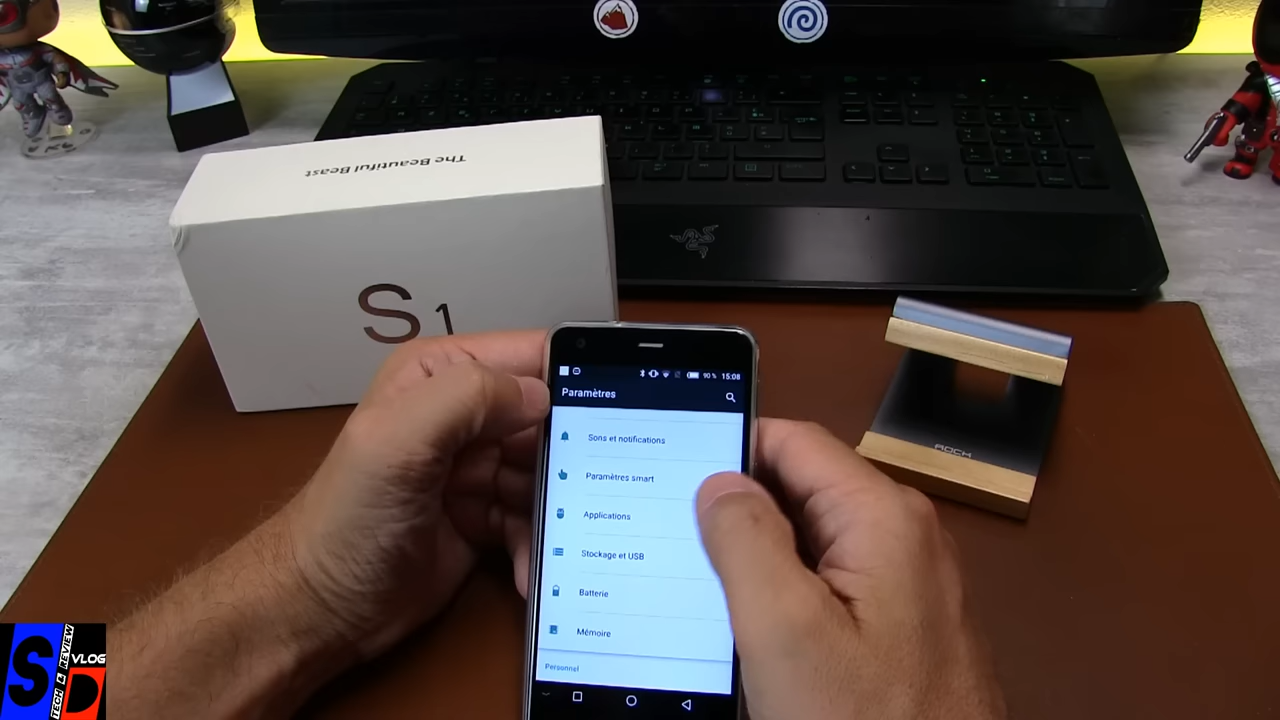 The Beautiful Beast
S1
90 % 15:08
Paramètres
Sons et notifications
Paramètres smart
Applications
Stockage et USB
Batterie
Mémoire
Personnel
ROCK
SD
TECH & REVIEW
VLOG